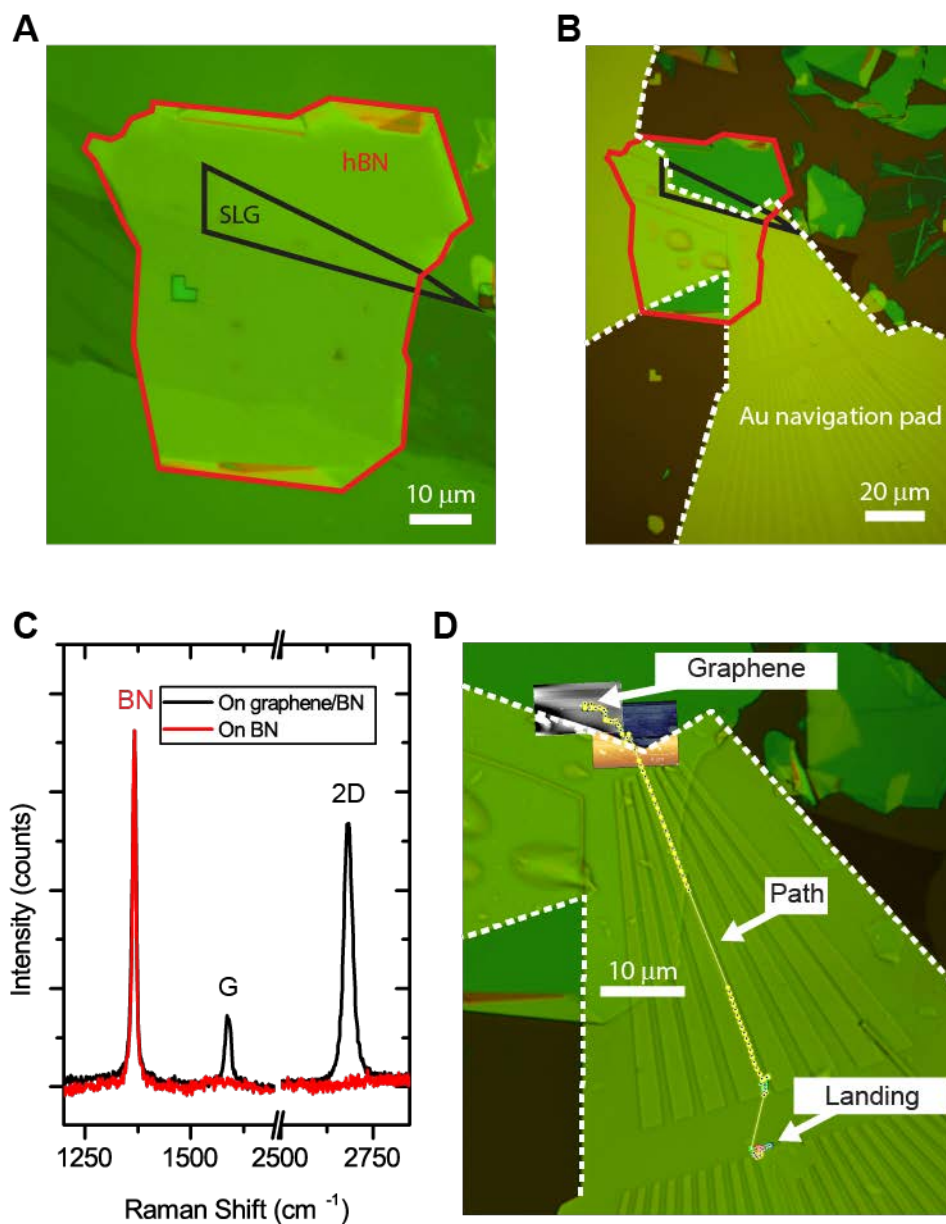 A
hBN
SLG
10 μm
B
Au navigation pad
20 μm
C
BN
On graphene/BN
On BN
2D
G
Intensity (counts)
1250
1500
2500
2750
Raman Shift (cm ⁻¹)
D
Graphene
Path
10 μm
Landing